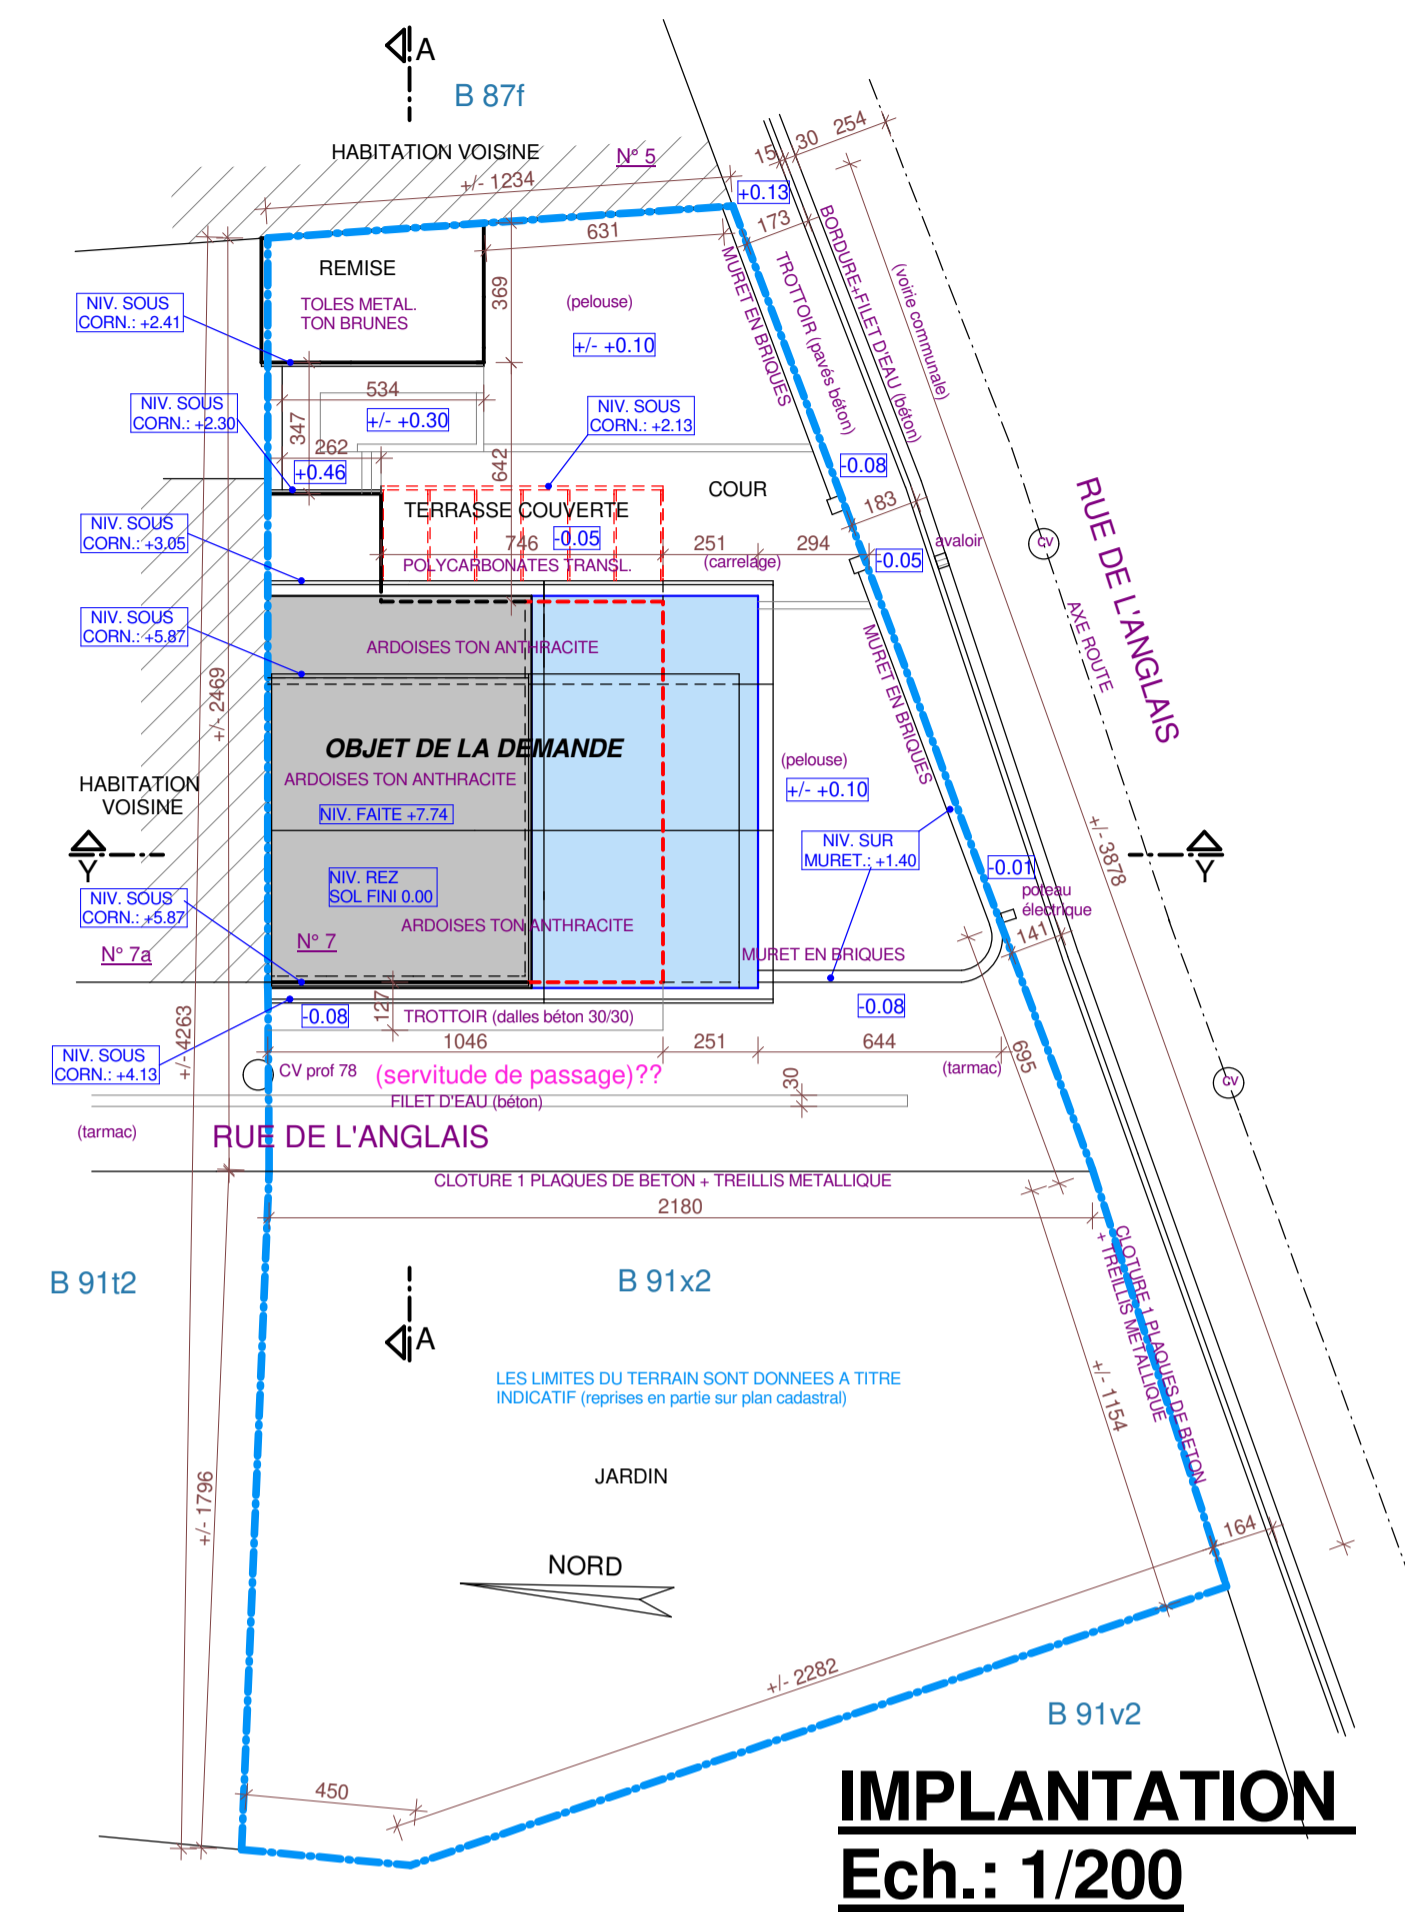 A
B 87f
HABITATION VOISINE
N° 5
+/- 1234
+0.13
15
30
254
173
631
REMISE
TOLES METAL.
TON BRUNES
369
(pelouse)
+/- +0.10
NIV. SOUS
CORN.: +2.41
MURET EN BRIQUES
TROTTOIR (pavés béton)
BORDURE+FILET D'EAU (béton)
(voirie communale)
534
+/- +0.30
347
262
+0.46
NIV. SOUS
CORN.: +2.30
NIV. SOUS
CORN.: +2.13
642
-0.08
COUR
TERRASSE COUVERTE
-0.05
746
251
294
183
POLYCARBONATES TRANSL.
(carrelage)
-0.05
avaloir
CV
RUE DE L'ANGLAIS
AXE ROUTE
NIV. SOUS
CORN.: +3.05
NIV. SOUS
CORN.: +5.87
ARDOISES TON ANTHRACITE
MURET EN BRIQUES
+/- 2469
OBJET DE LA DEMANDE
ARDOISES TON ANTHRACITE
NIV. FAITE +7.74
(pelouse)
+/- +0.10
HABITATION
VOISINE
Y
NIV. SUR
MURET.: +1.40
+/- 3878
Y
-0.01
poteau
électrique
141
NIV. REZ
SOL FINI 0.00
ARDOISES TON ANTHRACITE
NIV. SOUS
CORN.: +5.87
N° 7a
N° 7
MURET EN BRIQUES
127
-0.08
TROTTOIR (dalles béton 30/30)
-0.08
+/- 4263
1046
251
644
695
NIV. SOUS
CORN.: +4.13
CV prof 78
(servitude de passage)??
30
(tarmac)
CV
FILET D'EAU (béton)
(tarmac)
RUE DE L'ANGLAIS
CLOTURE 1 PLAQUES DE BETON + TREILLIS METALLIQUE
2180
CLOTURE 1 PLAQUES DE BETON
+ TREILLIS METALLIQUE
B 91t2
B 91x2
A
LES LIMITES DU TERRAIN SONT DONNEES A TITRE
INDICATIF (reprises en partie sur plan cadastral)
+/- 1154
JARDIN
+/- 1796
164
NORD
+/- 2282
B 91v2
450
IMPLANTATION
Ech.: 1/200